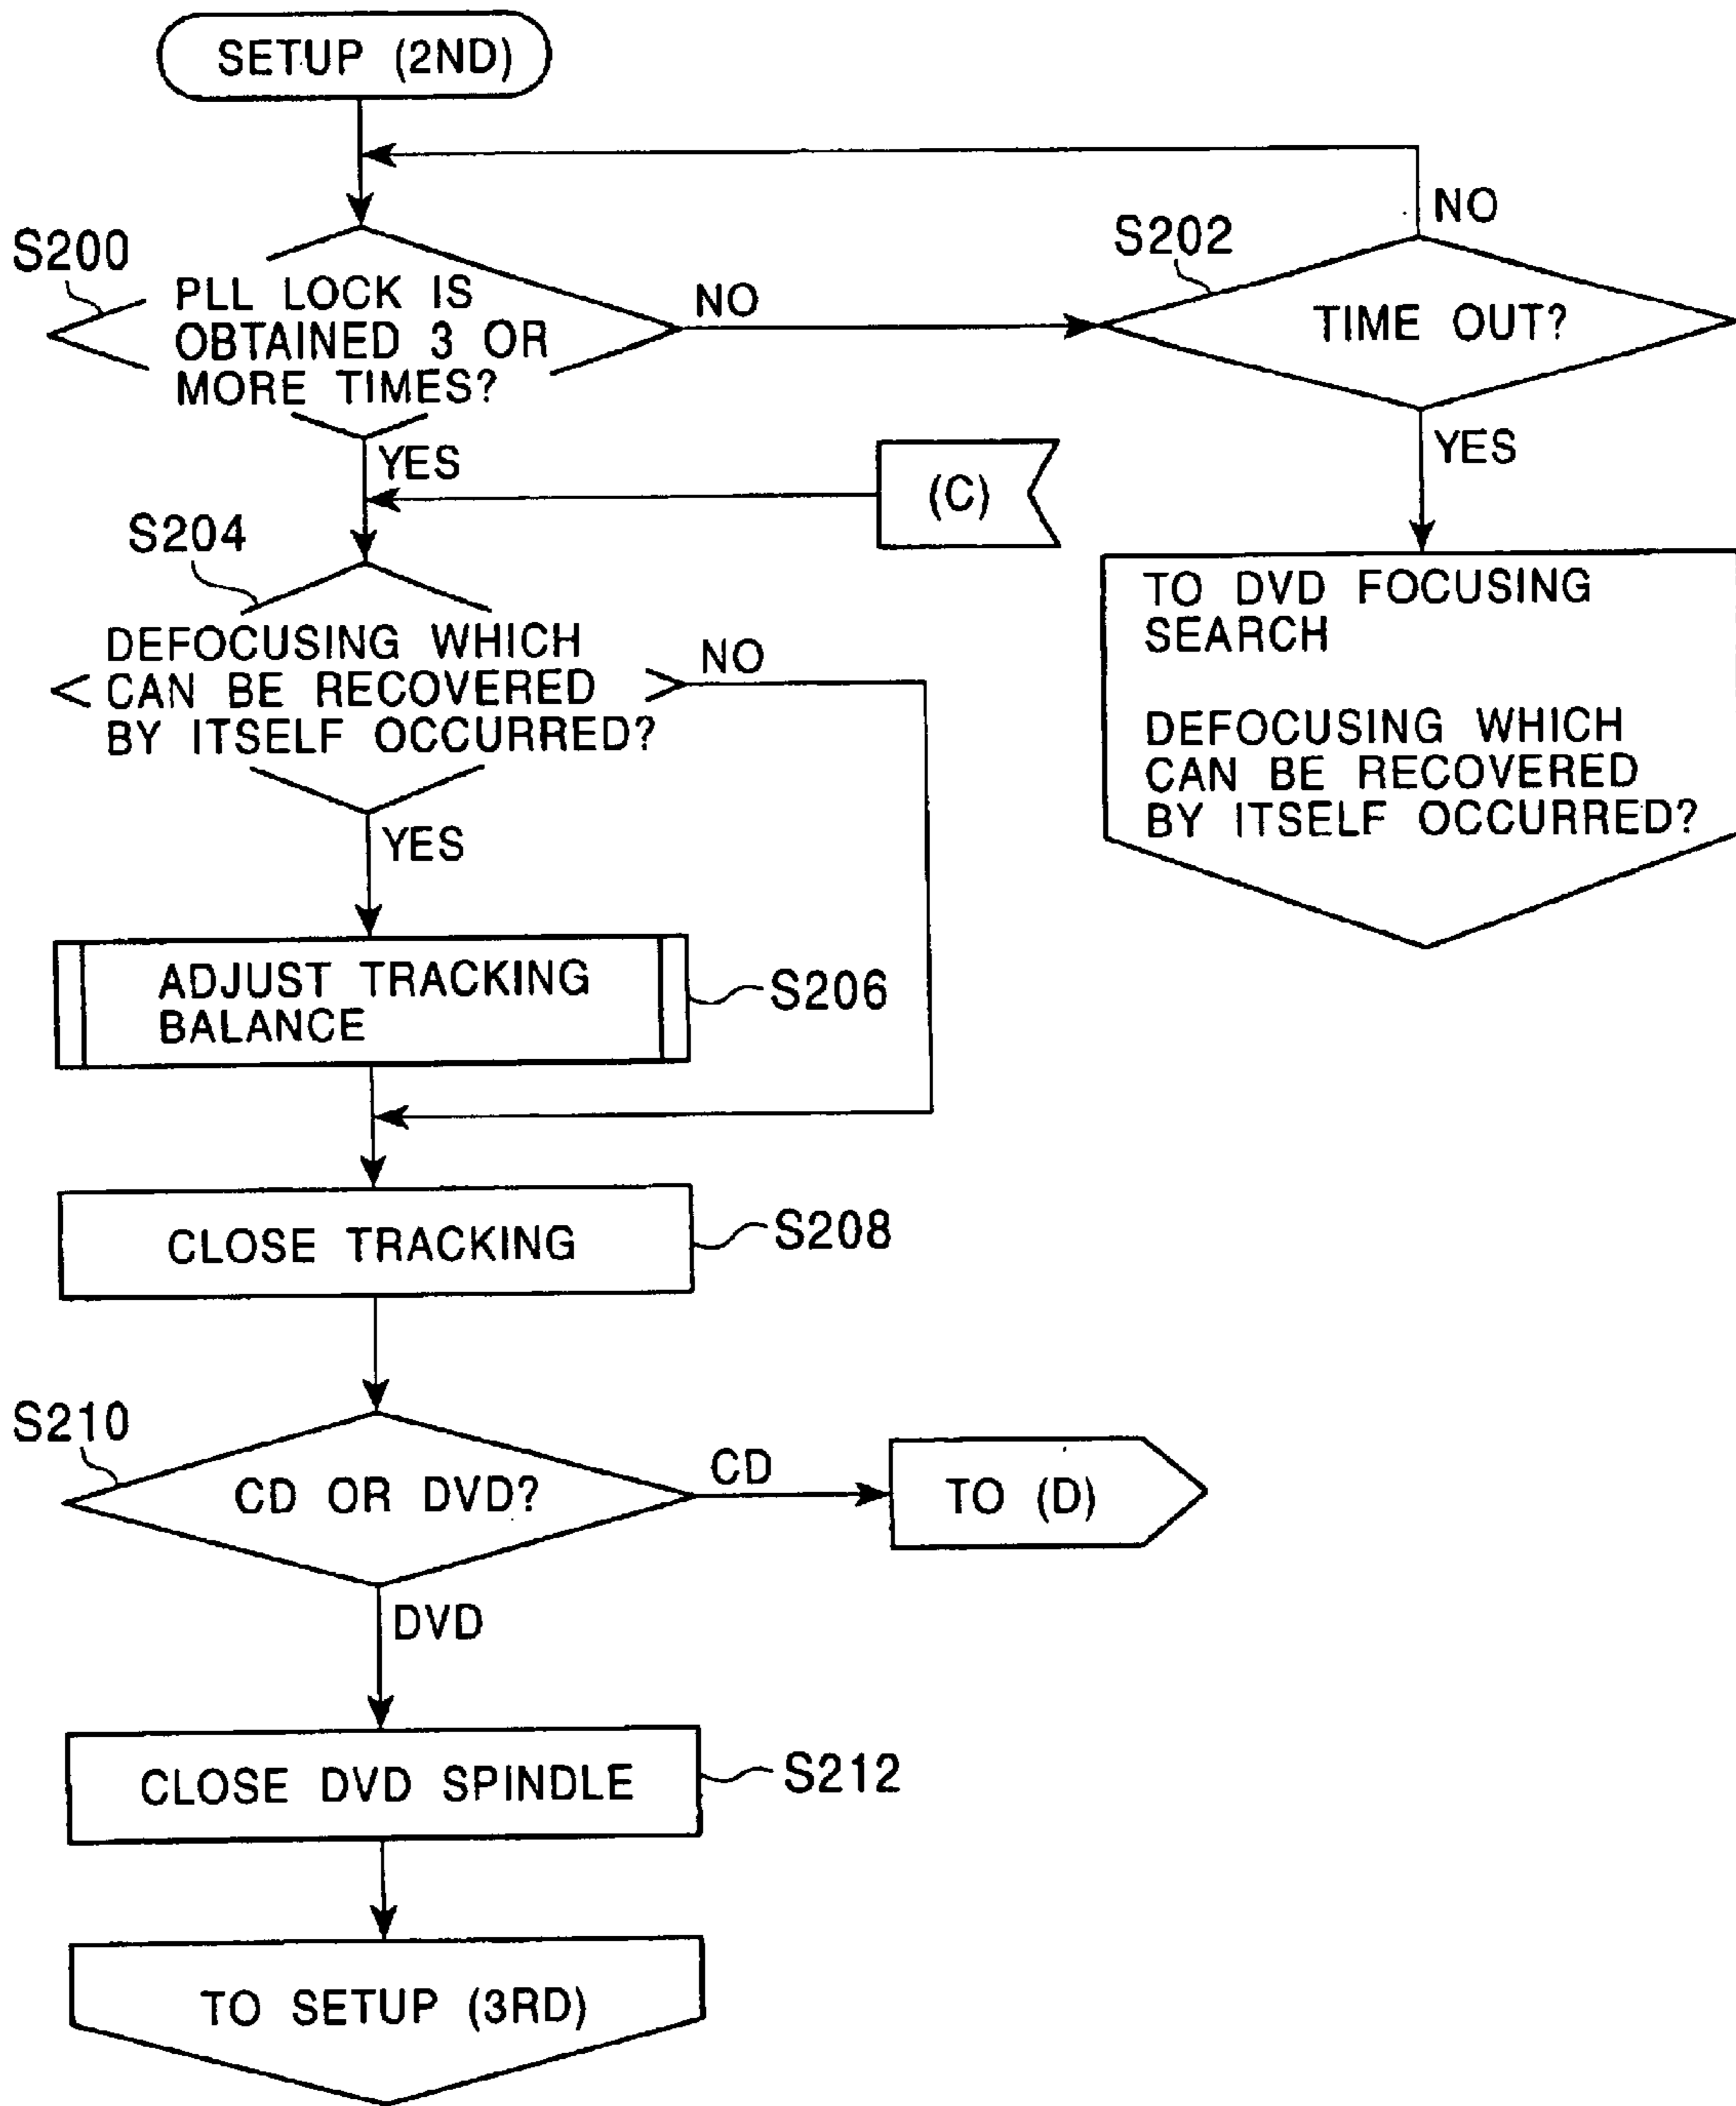 SETUP (2ND)
NO
S200
S202
PLL LOCK IS
OBTAINED 3 OR
MORE TIMES?
NO
TIME OUT?
YES
YES
(C)
S204
DEFOCUSING WHICH
CAN BE RECOVERED
BY ITSELF OCCURRED?
NO
TO DVD FOCUSING
SEARCH
DEFOCUSING WHICH
CAN BE RECOVERED
BY ITSELF OCCURRED?
YES
ADJUST TRACKING
BALANCE
S206
CLOSE TRACKING
S208
S210
CD OR DVD?
CD
TO (D)
DVD
CLOSE DVD SPINDLE
S212
TO SETUP (3RD)